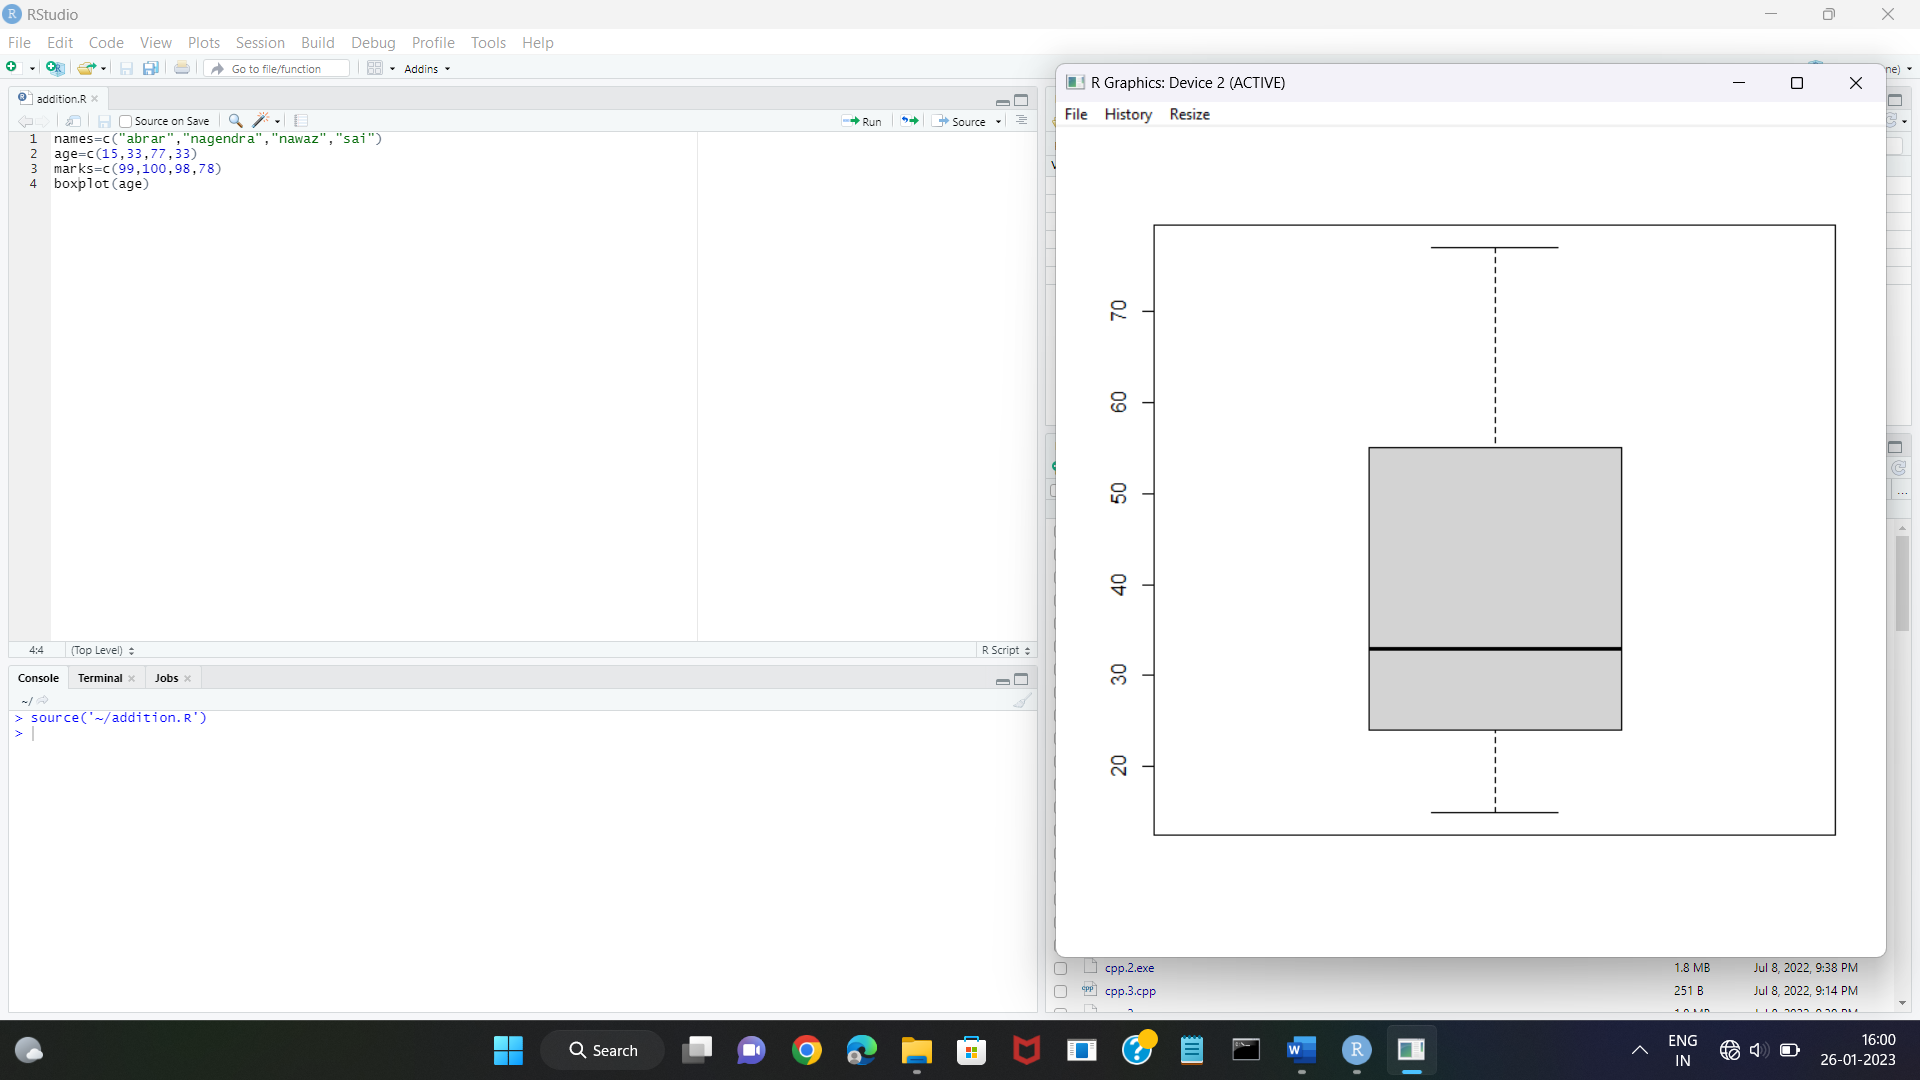 RStudio
File Edit Code View Plots Session Build Debug Profile Tools Help
Go to file/function Addins
addition.R
Source on Save Run Source
1 names=c("abrar","nagendra","nawaz","sai")
2 age=c(15,33,77,33)
3 marks=c(99,100,98,78)
4 boxplot(age)
4:4 (Top Level) R Script
Console Terminal Jobs
~/
> source('~/addition.R')
>
R Graphics: Device 2 (ACTIVE)
File History Resize
70
60
50
40
30
20
cpp.2.exe 1.8 MB Jul 8, 2022, 9:38 PM
cpp.3.cpp 251 B Jul 8, 2022, 9:14 PM
Search
ENG
IN
16:00
26-01-2023